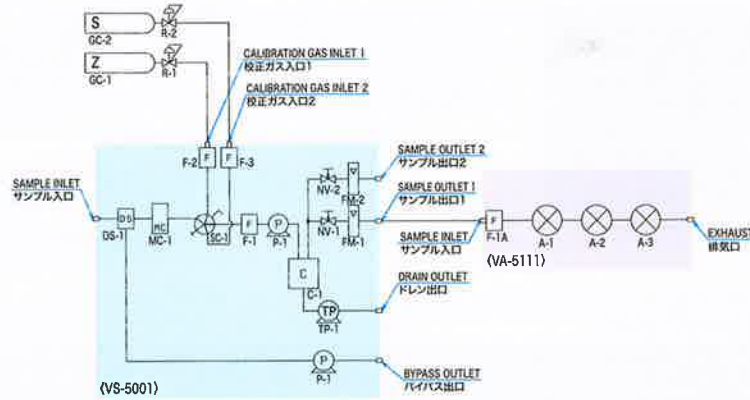 S
GC-2
R-2
Z
GC-1
R-1
CALIBRATION GAS INLET 1
校正ガス入口1
CALIBRATION GAS INLET 2
校正ガス入口2
F-2
F
F
F-3
SAMPLE OUTLET 2
サンプル出口2
NV-2
FM-2
SAMPLE INLET
サンプル入口
SAMPLE OUTLET 1
サンプル出口1
DS
DS-1
MC
MC-1
SC-1
F
F-1
P
P-1
NV-1
FM-1
SAMPLE INLET
サンプル入口
F
F-1A
A-1
A-2
A-3
EXHAUST
排気口
(VA-5111)
C
C-1
DRAIN OUTLET
ドレン出口
TP
TP-1
P
P-1
BYPASS OUTLET
バイパス出口
(VS-5001)